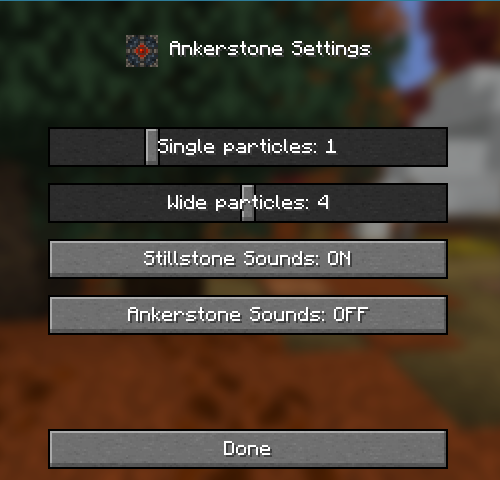 Ankerstone Settings
Single particles: 1
Wide particles: 4
Stillstone Sounds: ON
Ankerstone Sounds: OFF
Done